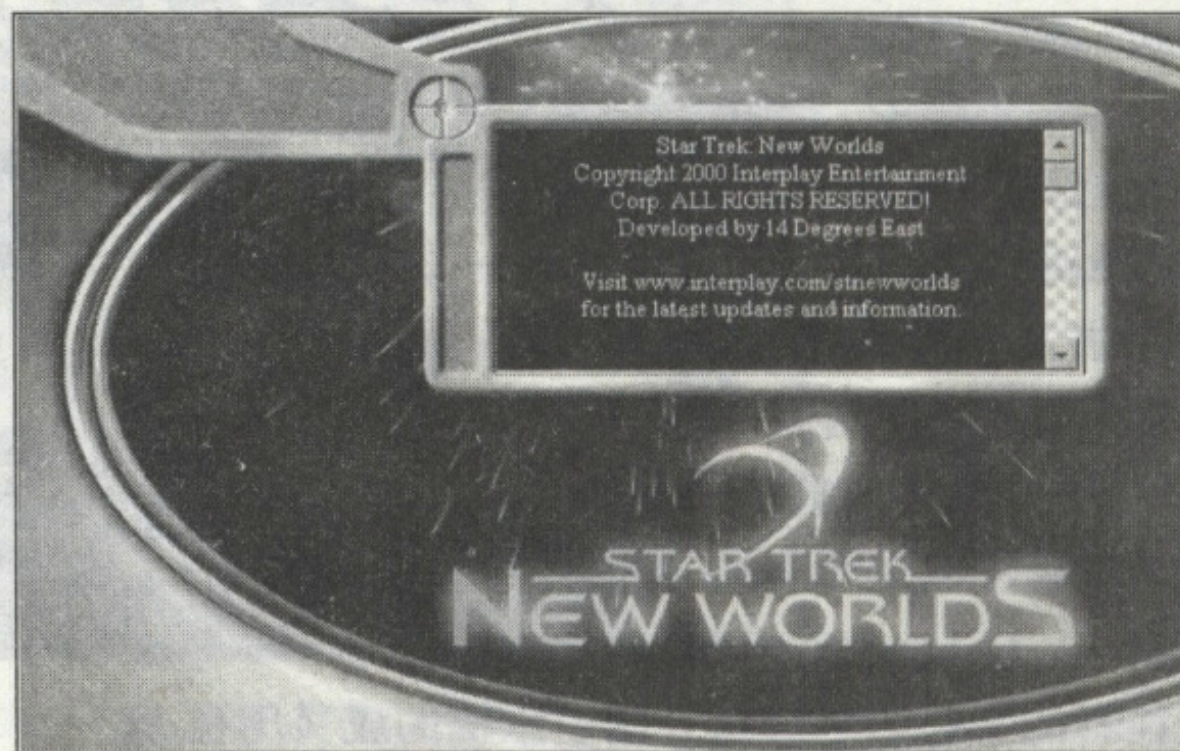 Star Trek: New Worlds
Copyright 2000 Interplay Entertainment
Corp. ALL RIGHTS RESERVED!
Developed by 14 Degrees East
Visit www.interplay.com/stnewworlds
for the latest updates and information.
STAR TREK
NEW WORLDS